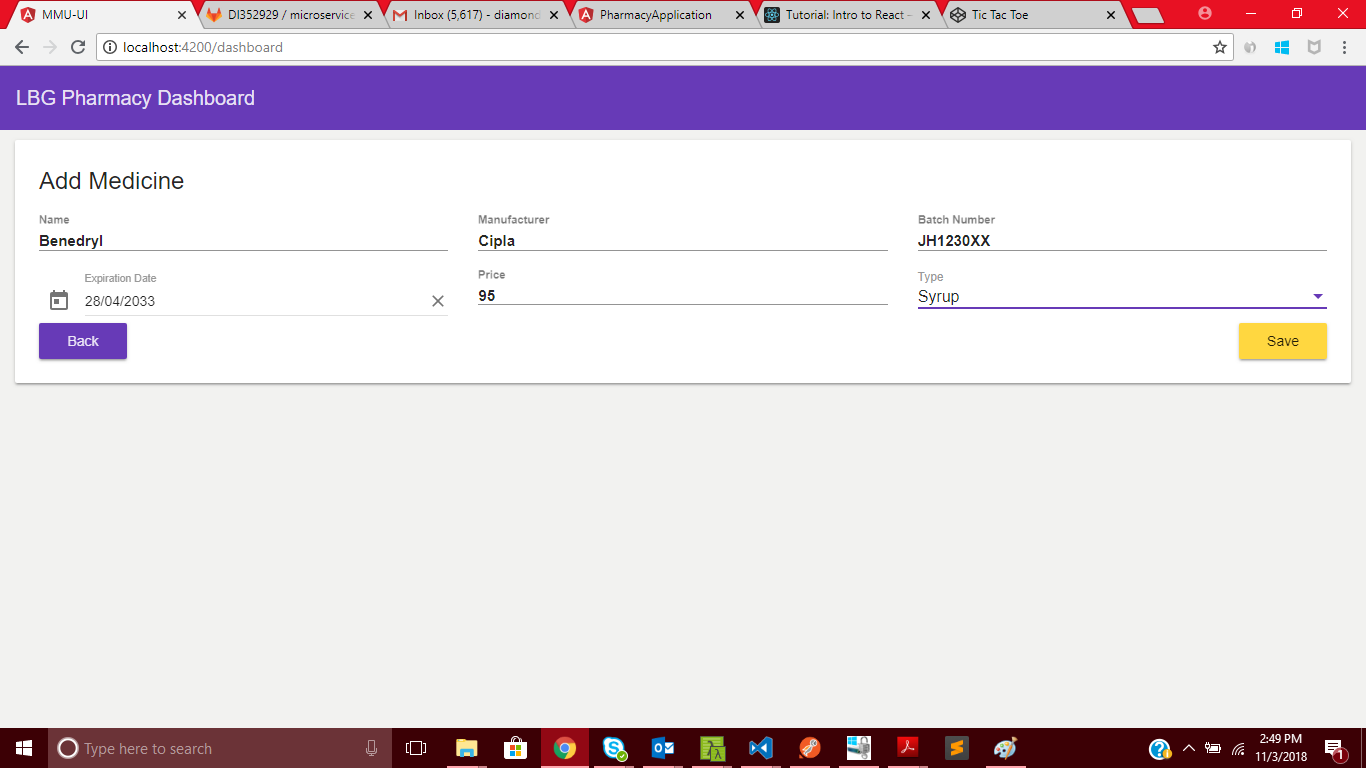 MMU-UI
DI352929 / microservice
Inbox (5,617) - diamond
PharmacyApplication
Tutorial: Intro to React –
Tic Tac Toe
localhost:4200/dashboard
LBG Pharmacy Dashboard
Add Medicine
Name
Manufacturer
Batch Number
Benedryl
Cipla
JH1230XX
Expiration Date
Price
Type
28/04/2033
95
Syrup
Back
Save
Type here to search
2:49 PM
11/3/2018
1